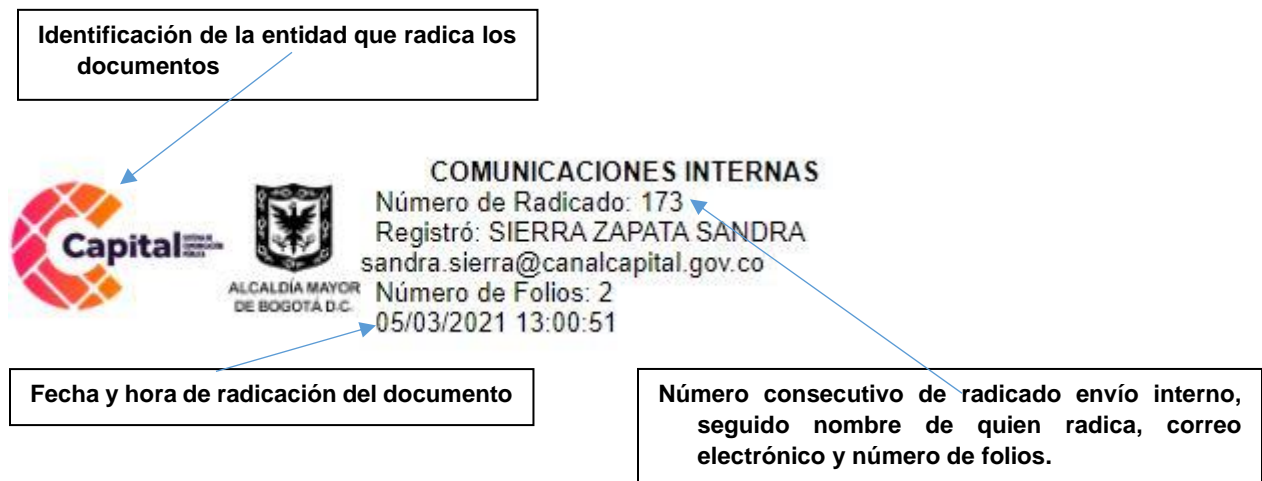 Identificación de la entidad que radica los
documentos
COMUNICACIONES INTERNAS
Número de Radicado: 173
Registró: SIERRA ZAPATA SANDRA
sandra.sierra@canalcapital.gov.co
Número de Folios: 2
05/03/2021 13:00:51
Capital
ALCALDÍA MAYOR
DE BOGOTÁ D.C.
Fecha y hora de radicación del documento
Número consecutivo de radicado envío interno,
seguido nombre de quien radica, correo
electrónico y número de folios.